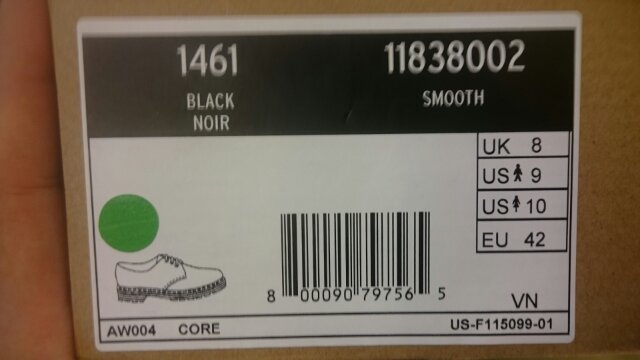 1461
11838002
BLACK
NOIR
SMOOTH
UK 8
US 9
US 10
EU 42
8 00090 79756 5
VN
AW004 CORE
US-F115099-01